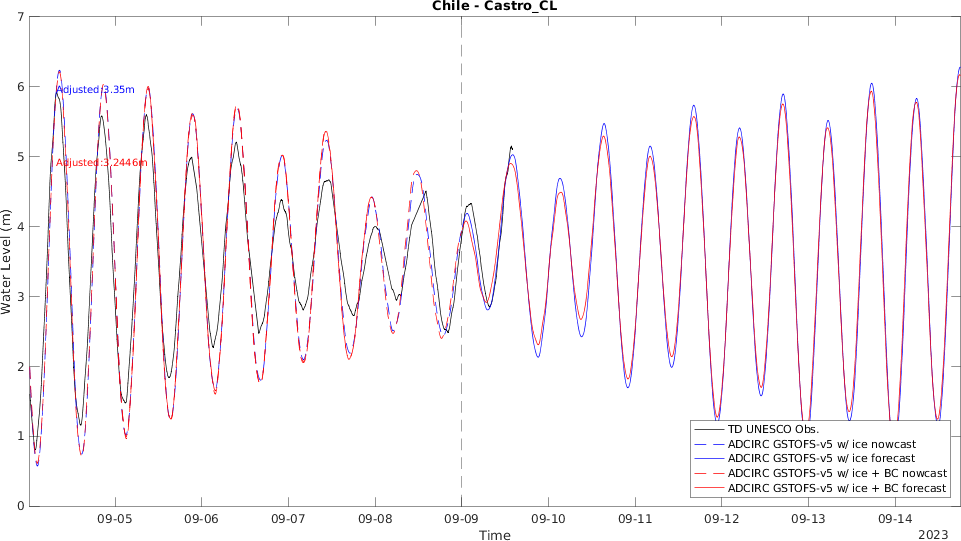 Chile - Castro_CL
7
6
5
4
3
2
1
0
Water Level (m)
Adjusted:3.35m
Adjusted:3.2446m
TD UNESCO Obs.
ADCIRC GSTOFS-v5 w/ ice nowcast
ADCIRC GSTOFS-v5 w/ ice forecast
ADCIRC GSTOFS-v5 w/ ice + BC nowcast
ADCIRC GSTOFS-v5 w/ ice + BC forecast
09-05 09-06 09-07 09-08 09-09 09-10 09-11 09-12 09-13 09-14
Time
2023